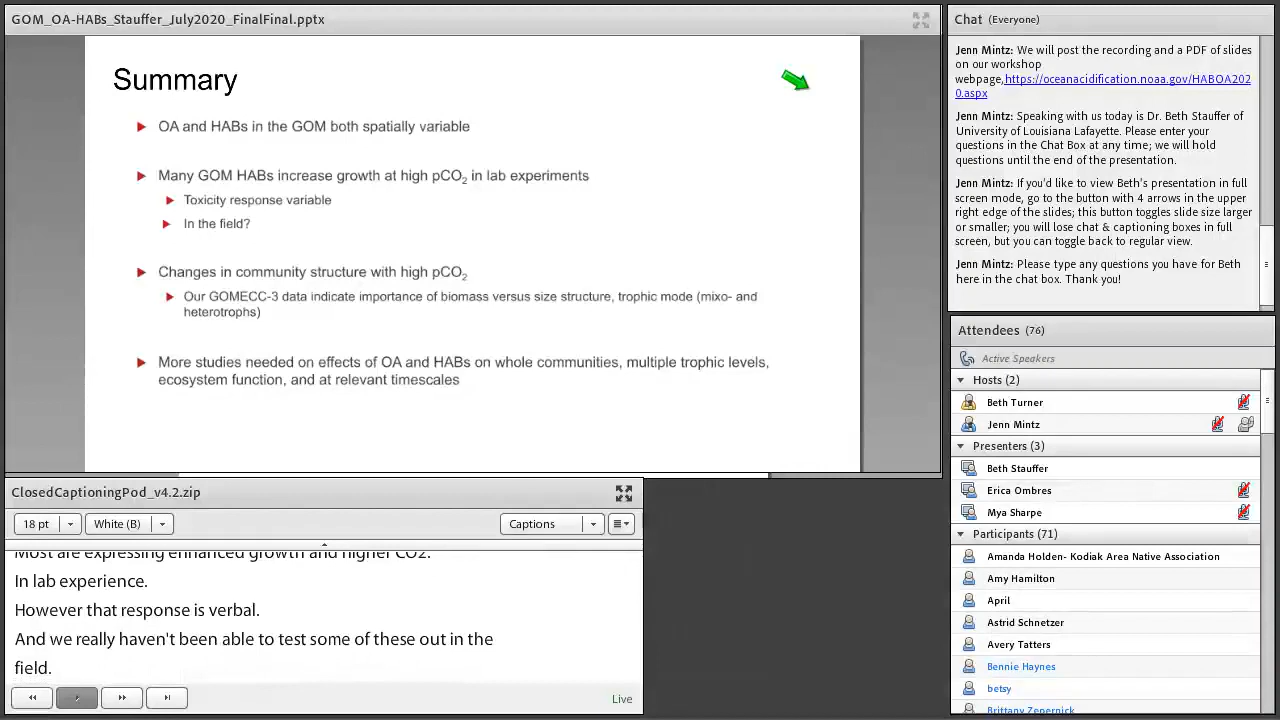 GOM_OA-HABs_Stauffer_July2020_FinalFinal.pptx
Summary
OA and HABs in the GOM both spatially variable
Many GOM HABs increase growth at high pCO2 in lab experiments
Toxicity response variable
In the field?
Changes in community structure with high pCO2
Our GOMECC-3 data indicate importance of biomass versus size structure, trophic mode (mixo- and
heterotrophs)
More studies needed on effects of OA and HABs on whole communities, multiple trophic levels,
ecosystem function, and at relevant timescales
ClosedCaptioningPod_v4.2.zip
18 pt
White (B)
Captions
Most are expressing enhanced growth and higher CO2.
In lab experience.
However that response is verbal.
And we really haven't been able to test some of these out in the
field.
Live
Chat (Everyone)
Jenn Mintz: We will post the recording and a PDF of slides
on our workshop
webpage,https://oceanacidification.noaa.gov/HABOA202
0.aspx
Jenn Mintz: Speaking with us today is Dr. Beth Stauffer of
University of Louisiana Lafayette. Please enter your
questions in the Chat Box at any time; we will hold
questions until the end of the presentation.
Jenn Mintz: If you'd like to view Beth's presentation in full
screen mode, go to the button with 4 arrows in the upper
right edge of the slides; this button toggles slide size larger
or smaller; you will lose chat & captioning boxes in full
screen, but you can toggle back to regular view.
Jenn Mintz: Please type any questions you have for Beth
here in the chat box. Thank you!
Attendees (76)
Active Speakers
Hosts (2)
Beth Turner
Jenn Mintz
Presenters (3)
Beth Stauffer
Erica Ombres
Mya Sharpe
Participants (71)
Amanda Holden- Kodiak Area Native Association
Amy Hamilton
April
Astrid Schnetzer
Avery Tatters
Bennie Haynes
betsy
Brittany Zepernick